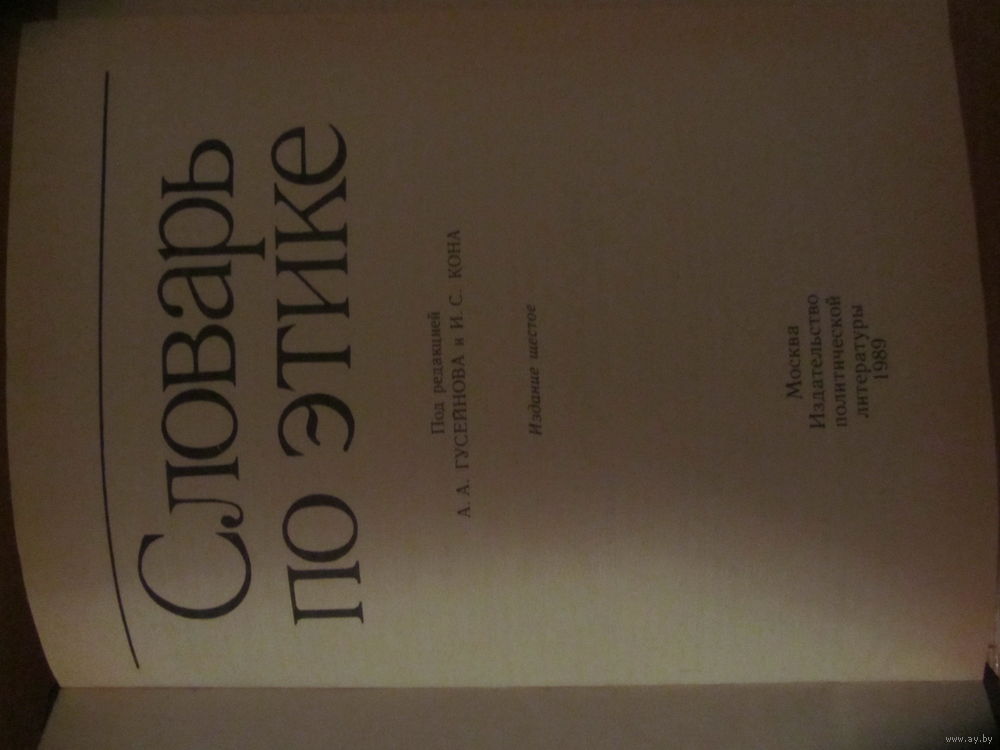 Словарь
по этике
Под редакцией
А. А. ГУСЕЙНОВА и И. С. КОНА
Издание шестое
Москва
Издательство
политической
литературы
1989
www.ay.by